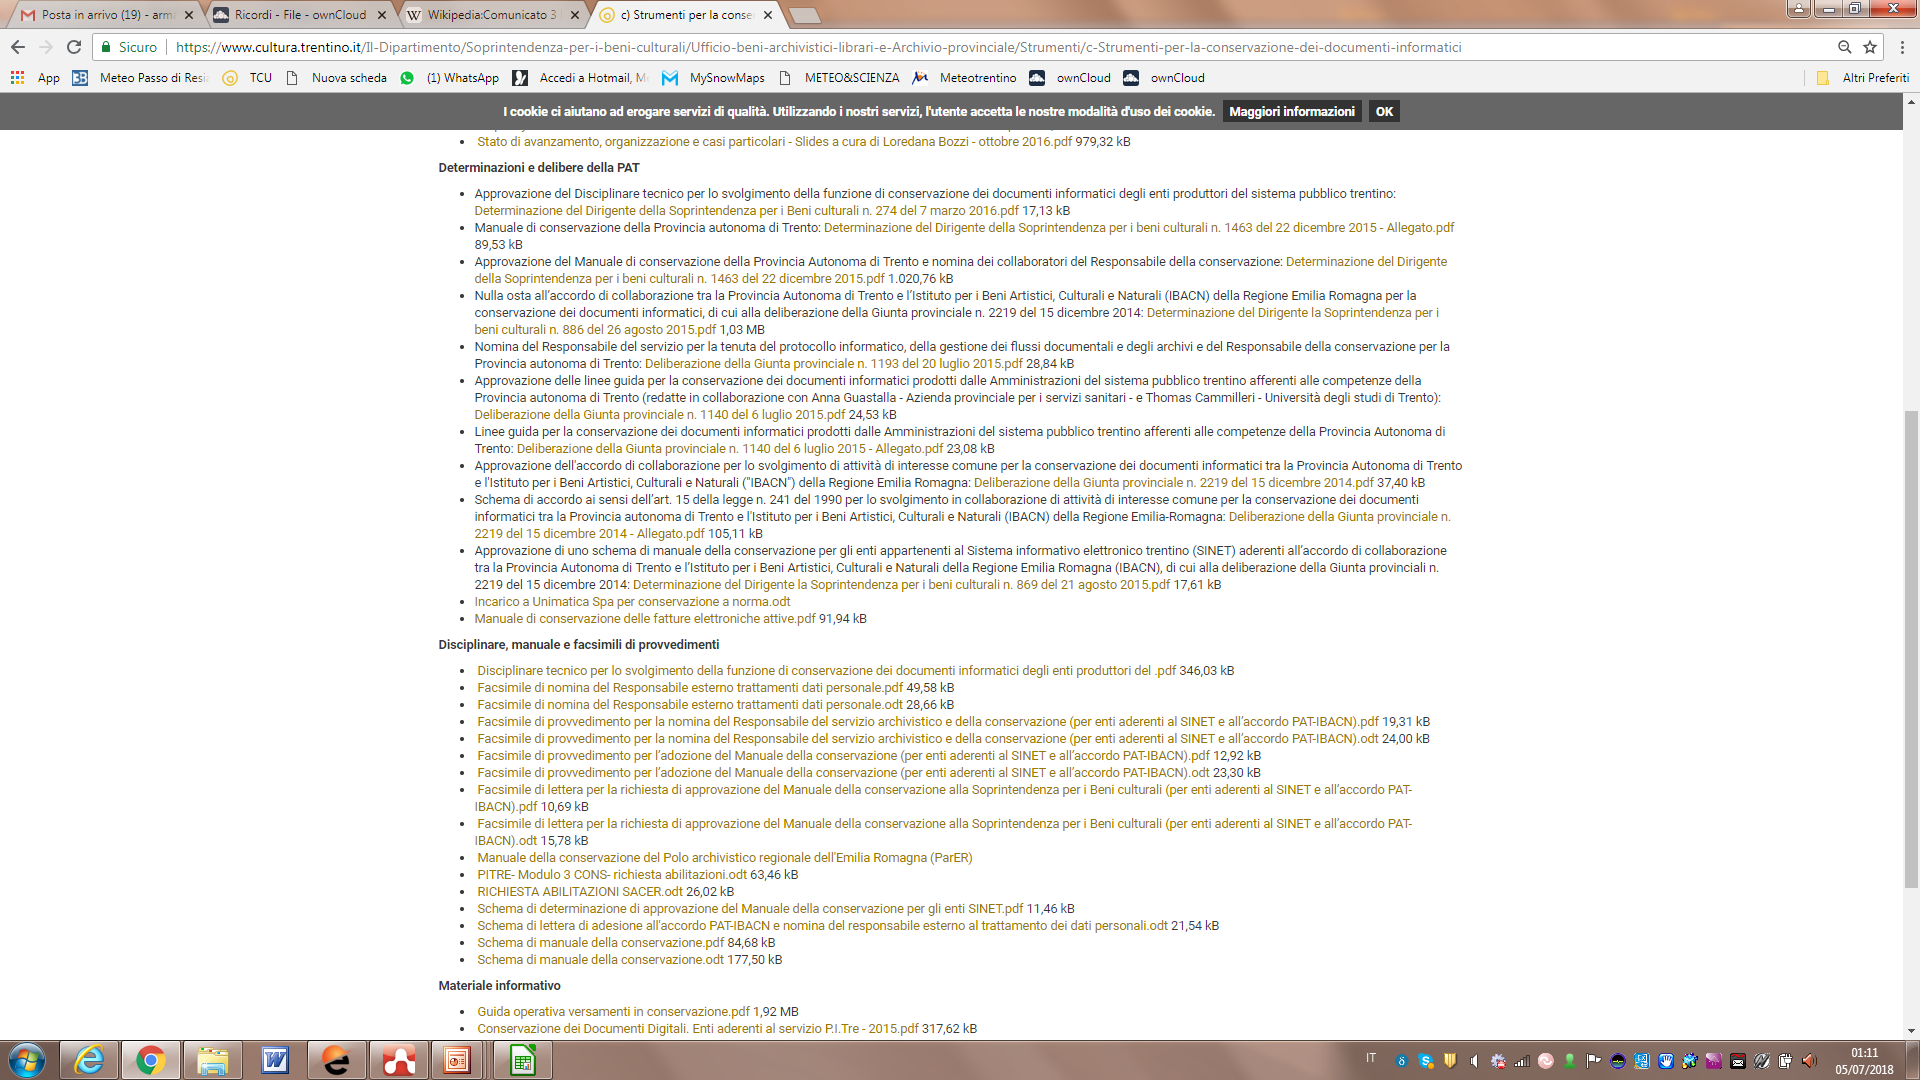 Posta in arrivo (19) - arma
Ricordi - File - ownCloud
Wikipedia:Comunicato 3
c) Strumenti per la conse
Sicuro
https://www.cultura.trentino.it/Il-Dipartimento/Soprintendenza-per-i-beni-culturali/Ufficio-beni-archivistici-librari-e-Archivio-provinciale/Strumenti/c-Strumenti-per-la-conservazione-dei-documenti-informatici
App
Meteo Passo di Resia
TCU
Nuova scheda
(1) WhatsApp
Accedi a Hotmail, M
MySnowMaps
METEO&SCIENZA
Meteotrentino
ownCloud
ownCloud
Altri Preferiti
I cookie ci aiutano ad erogare servizi di qualità. Utilizzando i nostri servizi, l'utente accetta le nostre modalità d'uso dei cookie. Maggiori informazioni OK
Stato di avanzamento, organizzazione e casi particolari - Slides a cura di Loredana Bozzi - ottobre 2016.pdf 979,32 kB
Determinazioni e delibere della PAT
Approvazione del Disciplinare tecnico per lo svolgimento della funzione di conservazione dei documenti informatici degli enti produttori del sistema pubblico trentino:
Determinazione del Dirigente della Soprintendenza per i Beni culturali n. 274 del 7 marzo 2016.pdf 17,13 kB
Manuale di conservazione della Provincia autonoma di Trento: Determinazione del Dirigente della Soprintendenza per i beni culturali n. 1463 del 22 dicembre 2015 - Allegato.pdf
89,53 kB
Approvazione del Manuale di conservazione della Provincia Autonoma di Trento e nomina dei collaboratori del Responsabile della conservazione: Determinazione del Dirigente
della Soprintendenza per i beni culturali n. 1463 del 22 dicembre 2015.pdf 1.020,76 kB
Nulla osta all’accordo di collaborazione tra la Provincia Autonoma di Trento e l’Istituto per i Beni Artistici, Culturali e Naturali (IBACN) della Regione Emilia Romagna per la
conservazione dei documenti informatici, di cui alla deliberazione della Giunta provinciale n. 2219 del 15 dicembre 2014: Determinazione del Dirigente la Soprintendenza per i
beni culturali n. 886 del 26 agosto 2015.pdf 1,03 MB
Nomina del Responsabile del servizio per la tenuta del protocollo informatico, della gestione dei flussi documentali e degli archivi e del Responsabile della conservazione per la
Provincia autonoma di Trento: Deliberazione della Giunta provinciale n. 1193 del 20 luglio 2015.pdf 28,84 kB
Approvazione delle linee guida per la conservazione dei documenti informatici prodotti dalle Amministrazioni del sistema pubblico trentino afferenti alle competenze della
Provincia autonoma di Trento (redatte in collaborazione con Anna Guastalla - Azienda provinciale per i servizi sanitari - e Thomas Cammilleri - Università degli studi di Trento):
Deliberazione della Giunta provinciale n. 1140 del 6 luglio 2015.pdf 24,53 kB
Linee guida per la conservazione dei documenti informatici prodotti dalle Amministrazioni del sistema pubblico trentino afferenti alle competenze della Provincia Autonoma di
Trento: Deliberazione della Giunta provinciale n. 1140 del 6 luglio 2015 - Allegato.pdf 23,08 kB
Approvazione dell'accordo di collaborazione per lo svolgimento di attività di interesse comune per la conservazione dei documenti informatici tra la Provincia Autonoma di Trento
e l'Istituto per i Beni Artistici, Culturali e Naturali ("IBACN") della Regione Emilia Romagna: Deliberazione della Giunta provinciale n. 2219 del 15 dicembre 2014.pdf 37,40 kB
Schema di accordo ai sensi dell’art. 15 della legge n. 241 del 1990 per lo svolgimento in collaborazione di attività di interesse comune per la conservazione dei documenti
informatici tra la Provincia autonoma di Trento e l'Istituto per i Beni Artistici, Culturali e Naturali (IBACN) della Regione Emilia-Romagna: Deliberazione della Giunta provinciale n.
2219 del 15 dicembre 2014 - Allegato.pdf 105,11 kB
Approvazione di uno schema di manuale della conservazione per gli enti appartenenti al Sistema informativo elettronico trentino (SINET) aderenti all’accordo di collaborazione
tra la Provincia Autonoma di Trento e l’Istituto per i Beni Artistici, Culturali e Naturali della Regione Emilia Romagna (IBACN), di cui alla deliberazione della Giunta provinciali n.
2219 del 15 dicembre 2014: Determinazione del Dirigente la Soprintendenza per i beni culturali n. 869 del 21 agosto 2015.pdf 17,61 kB
Incarico a Unimatica Spa per conservazione a norma.odt
Manuale di conservazione delle fatture elettroniche attive.pdf 91,94 kB
Disciplinare, manuale e facsimili di provvedimenti
Disciplinare tecnico per lo svolgimento della funzione di conservazione dei documenti informatici degli enti produttori del .pdf 346,03 kB
Facsimile di nomina del Responsabile esterno trattamenti dati personale.pdf 49,58 kB
Facsimile di nomina del Responsabile esterno trattamenti dati personale.odt 28,66 kB
Facsimile di provvedimento per la nomina del Responsabile del servizio archivistico e della conservazione (per enti aderenti al SINET e all’accordo PAT-IBACN).pdf 19,31 kB
Facsimile di provvedimento per la nomina del Responsabile del servizio archivistico e della conservazione (per enti aderenti al SINET e all’accordo PAT-IBACN).odt 24,00 kB
Facsimile di provvedimento per l’adozione del Manuale della conservazione (per enti aderenti al SINET e all’accordo PAT-IBACN).pdf 12,92 kB
Facsimile di provvedimento per l’adozione del Manuale della conservazione (per enti aderenti al SINET e all’accordo PAT-IBACN).odt 23,30 kB
Facsimile di lettera per la richiesta di approvazione del Manuale della conservazione alla Soprintendenza per i Beni culturali (per enti aderenti al SINET e all’accordo PAT-
IBACN).pdf 10,69 kB
Facsimile di lettera per la richiesta di approvazione del Manuale della conservazione alla Soprintendenza per i Beni culturali (per enti aderenti al SINET e all’accordo PAT-
IBACN).odt 15,78 kB
Manuale della conservazione del Polo archivistico regionale dell'Emilia Romagna (ParER)
PITRE- Modulo 3 CONS- richiesta abilitazioni.odt 63,46 kB
RICHIESTA ABILITAZIONI SACER.odt 26,02 kB
Schema di determinazione di approvazione del Manuale della conservazione per gli enti SINET.pdf 11,46 kB
Schema di lettera di adesione all'accordo PAT-IBACN e nomina del responsabile esterno al trattamento dei dati personali.odt 21,54 kB
Schema di manuale della conservazione.pdf 84,68 kB
Schema di manuale della conservazione.odt 177,50 kB
Materiale informativo
Guida operativa versamenti in conservazione.pdf 1,92 MB
Conservazione dei Documenti Digitali. Enti aderenti al servizio P.I.Tre - 2015.pdf 317,62 kB
IT
01:11
05/07/2018